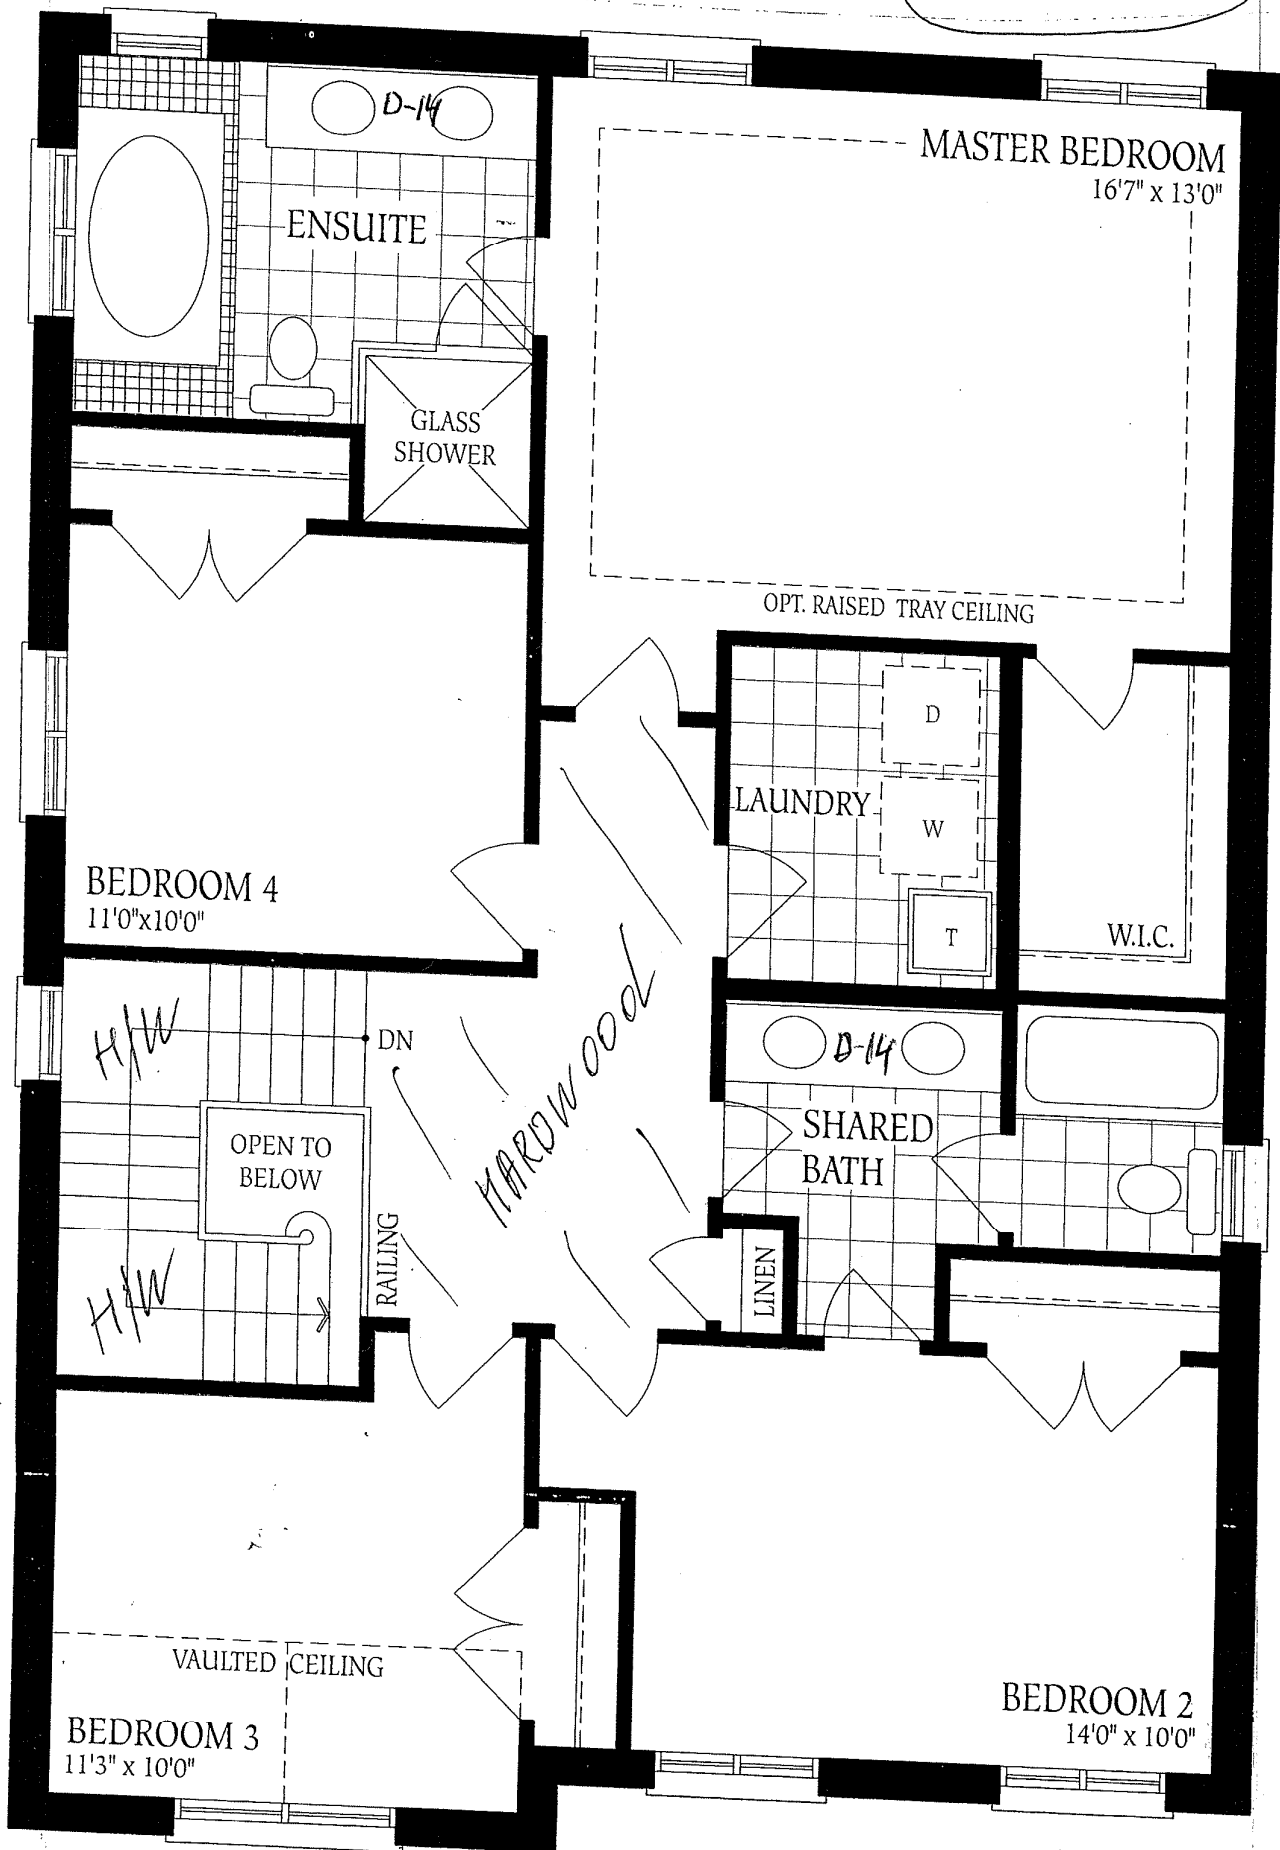 D-14
MASTER BEDROOM
16'7" x 13'0"
ENSUITE
GLASS
SHOWER
OPT. RAISED TRAY CEILING
D
LAUNDRY
W
BEDROOM 4
11'0"x10'0"
T
W.I.C.
H/W
DN
HARDWOOOL
D-14
OPEN TO
BELOW
SHARED
BATH
RAILING
LINEN
H/W
VAULTED CEILING
BEDROOM 3
11'3" x 10'0"
BEDROOM 2
14'0" x 10'0"